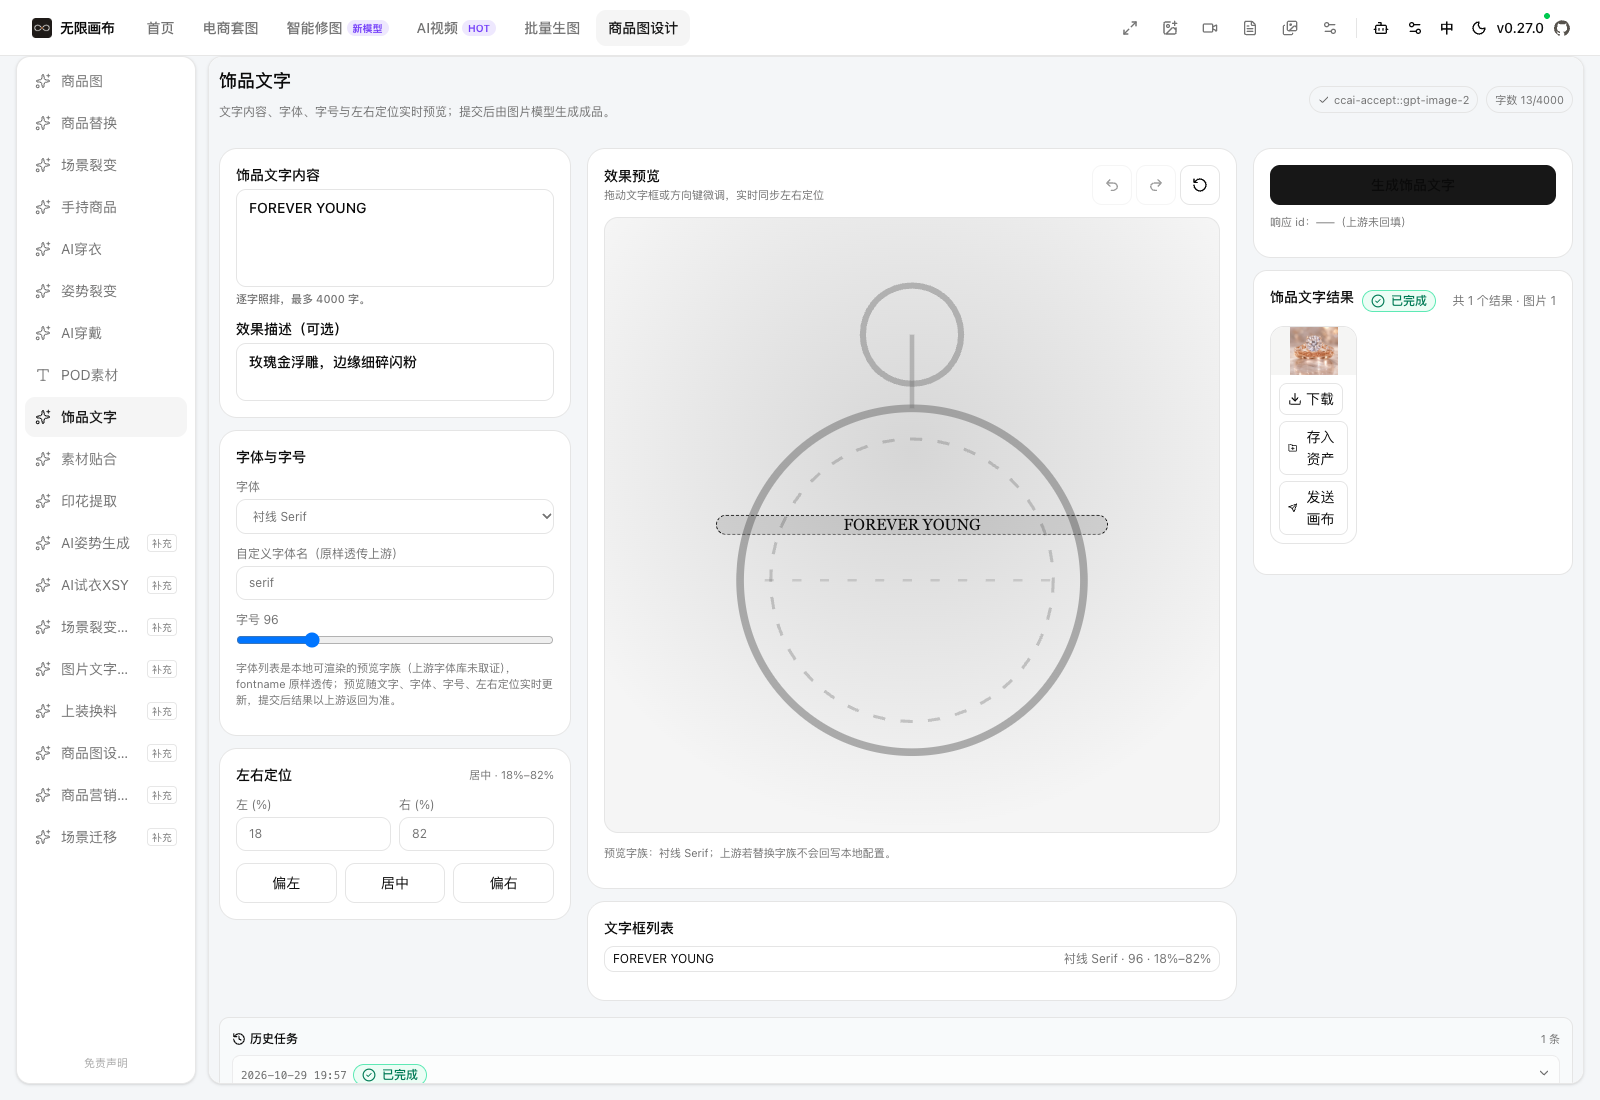 无限画布
首页
电商套图
智能修图 新模型
AI视频 HOT
批量生图
商品图设计
中
v0.27.0
商品图
商品替换
场景裂变
手持商品
AI穿衣
姿势裂变
AI穿戴
POD素材
饰品文字
素材贴合
印花提取
AI姿势生成 补充
AI试衣XSY 补充
场景裂变... 补充
图片文字... 补充
上装换料 补充
商品图设... 补充
商品营销... 补充
场景迁移 补充
免责声明
饰品文字
文字内容、字体、字号与左右定位实时预览；提交后由图片模型生成成品。
ccai-accept::gpt-image-2
字数 13/4000
饰品文字内容
FOREVER YOUNG
逐字照排，最多 4000 字。
效果描述（可选）
玫瑰金浮雕，边缘细碎闪粉
字体与字号
字体
衬线 Serif
自定义字体名（原样透传上游）
serif
字号 96
字体列表是本地可渲染的预览字族（上游字体库未取证），
fontname 原样透传；预览随文字、字体、字号、左右定位实时更
新，提交后结果以上游返回为准。
左右定位
居中 · 18%–82%
左 (%)
右 (%)
18
82
偏左
居中
偏右
效果预览
拖动文字框或方向键微调，实时同步左右定位
FOREVER YOUNG
预览字族：衬线 Serif；上游若替换字族不会回写本地配置。
文字框列表
FOREVER YOUNG
衬线 Serif · 96 · 18%–82%
生成饰品文字
响应 id：——（上游未回填）
饰品文字结果
已完成
共 1 个结果 · 图片 1
下载
存入
资产
发送
画布
历史任务
1 条
2026-10-29 19:57
已完成